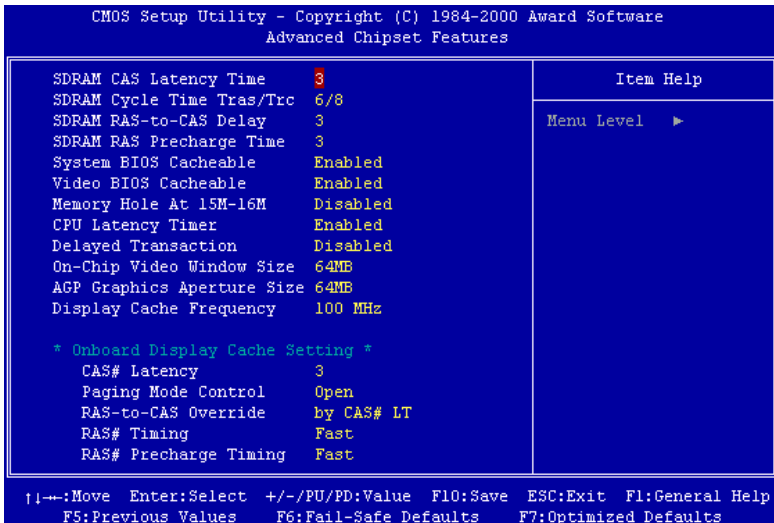 CMOS Setup Utility - Copyright (C) 1984-2000 Award Software
Advanced Chipset Features
SDRAM CAS Latency Time 3
SDRAM Cycle Time Tras/Trc 6/8
SDRAM RAS-to-CAS Delay 3
SDRAM RAS Precharge Time 3
System BIOS Cacheable Enabled
Video BIOS Cacheable Enabled
Memory Hole At 15M-16M Disabled
CPU Latency Timer Enabled
Delayed Transaction Disabled
On-Chip Video Window Size 64MB
AGP Graphics Aperture Size 64MB
Display Cache Frequency 100 MHz
* Onboard Display Cache Setting *
CAS# Latency 3
Paging Mode Control Open
RAS-to-CAS Override by CAS# LT
RAS# Timing Fast
RAS# Precharge Timing Fast
Item Help
Menu Level ►
↑↓→←:Move Enter:Select +/-/PU/PD:Value F10:Save ESC:Exit F1:General Help
F5:Previous Values F6:Fail-Safe Defaults F7:Optimized Defaults